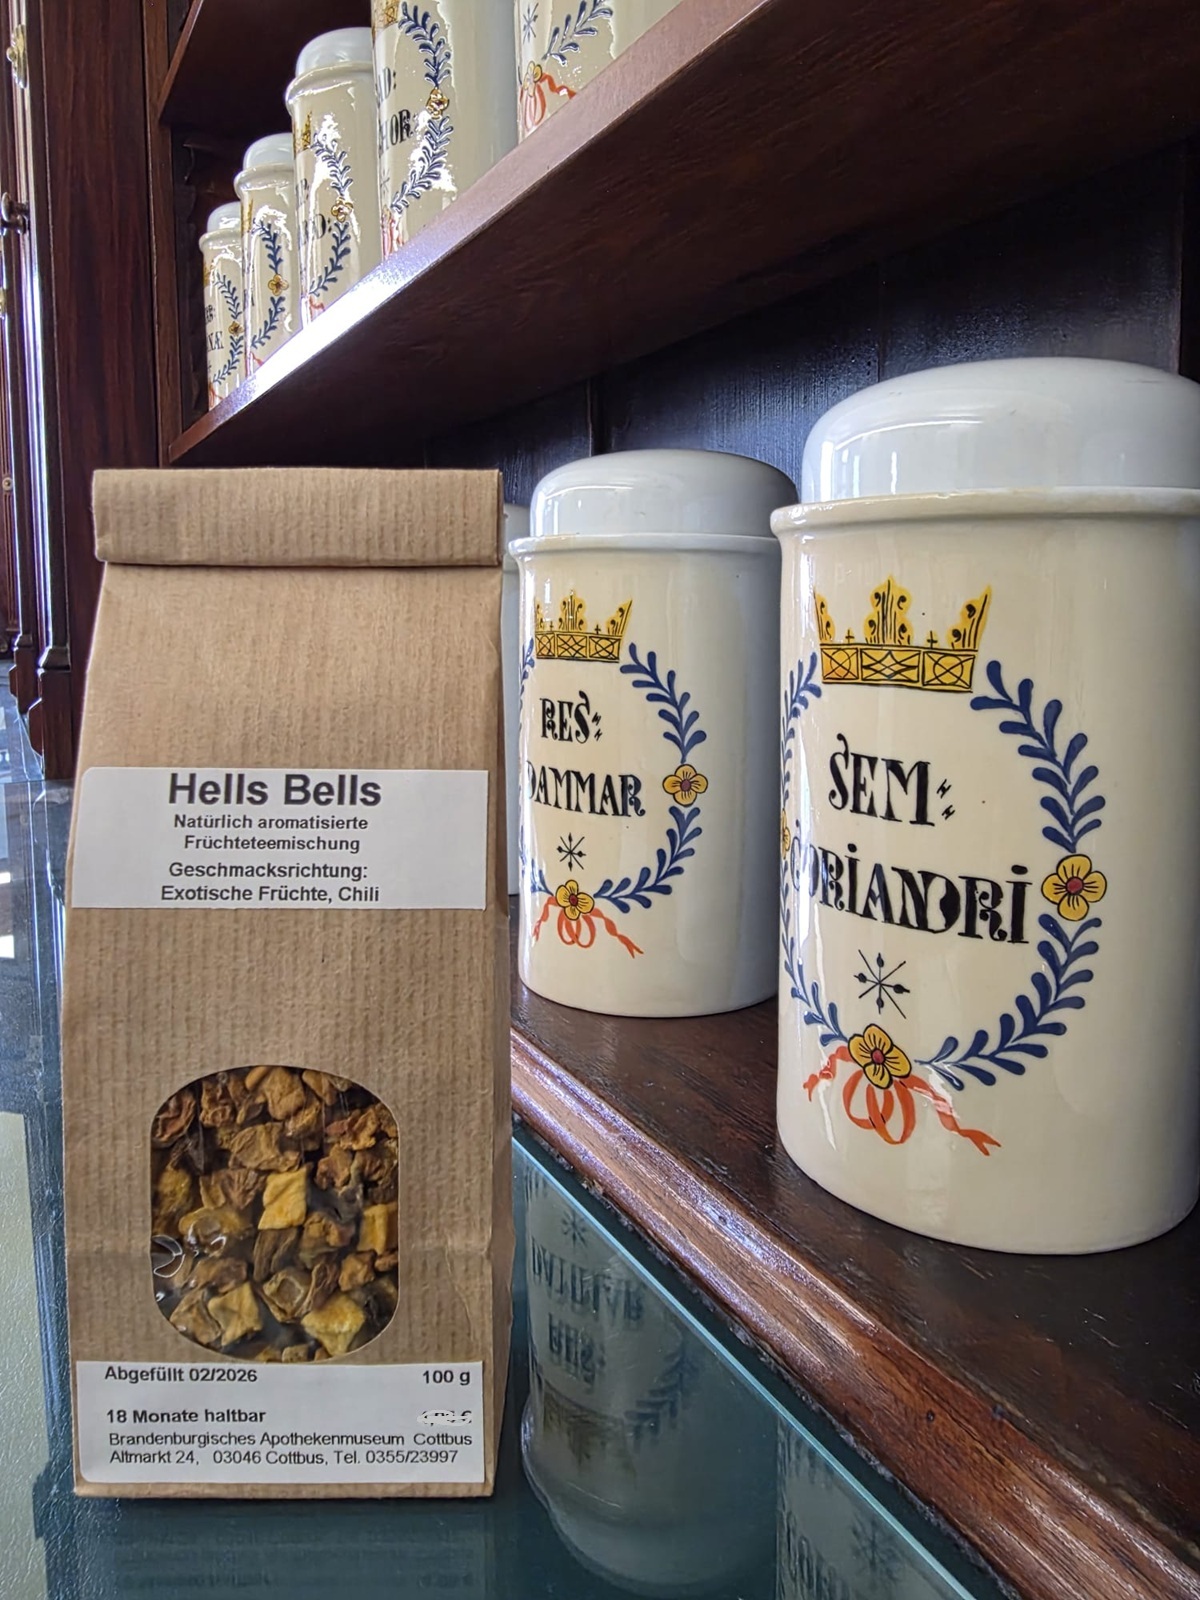 Hells Bells
Natürlich aromatisierte
Früchteteemischung
Geschmacksrichtung:
Exotische Früchte, Chili
Abgefüllt 02/2026 100 g
18 Monate haltbar
Brandenburgisches Apothekenmuseum Cottbus
Altmarkt 24, 03046 Cottbus, Tel. 0355/23997
RES:
DAMMAR
SEM:
CORIANDRI